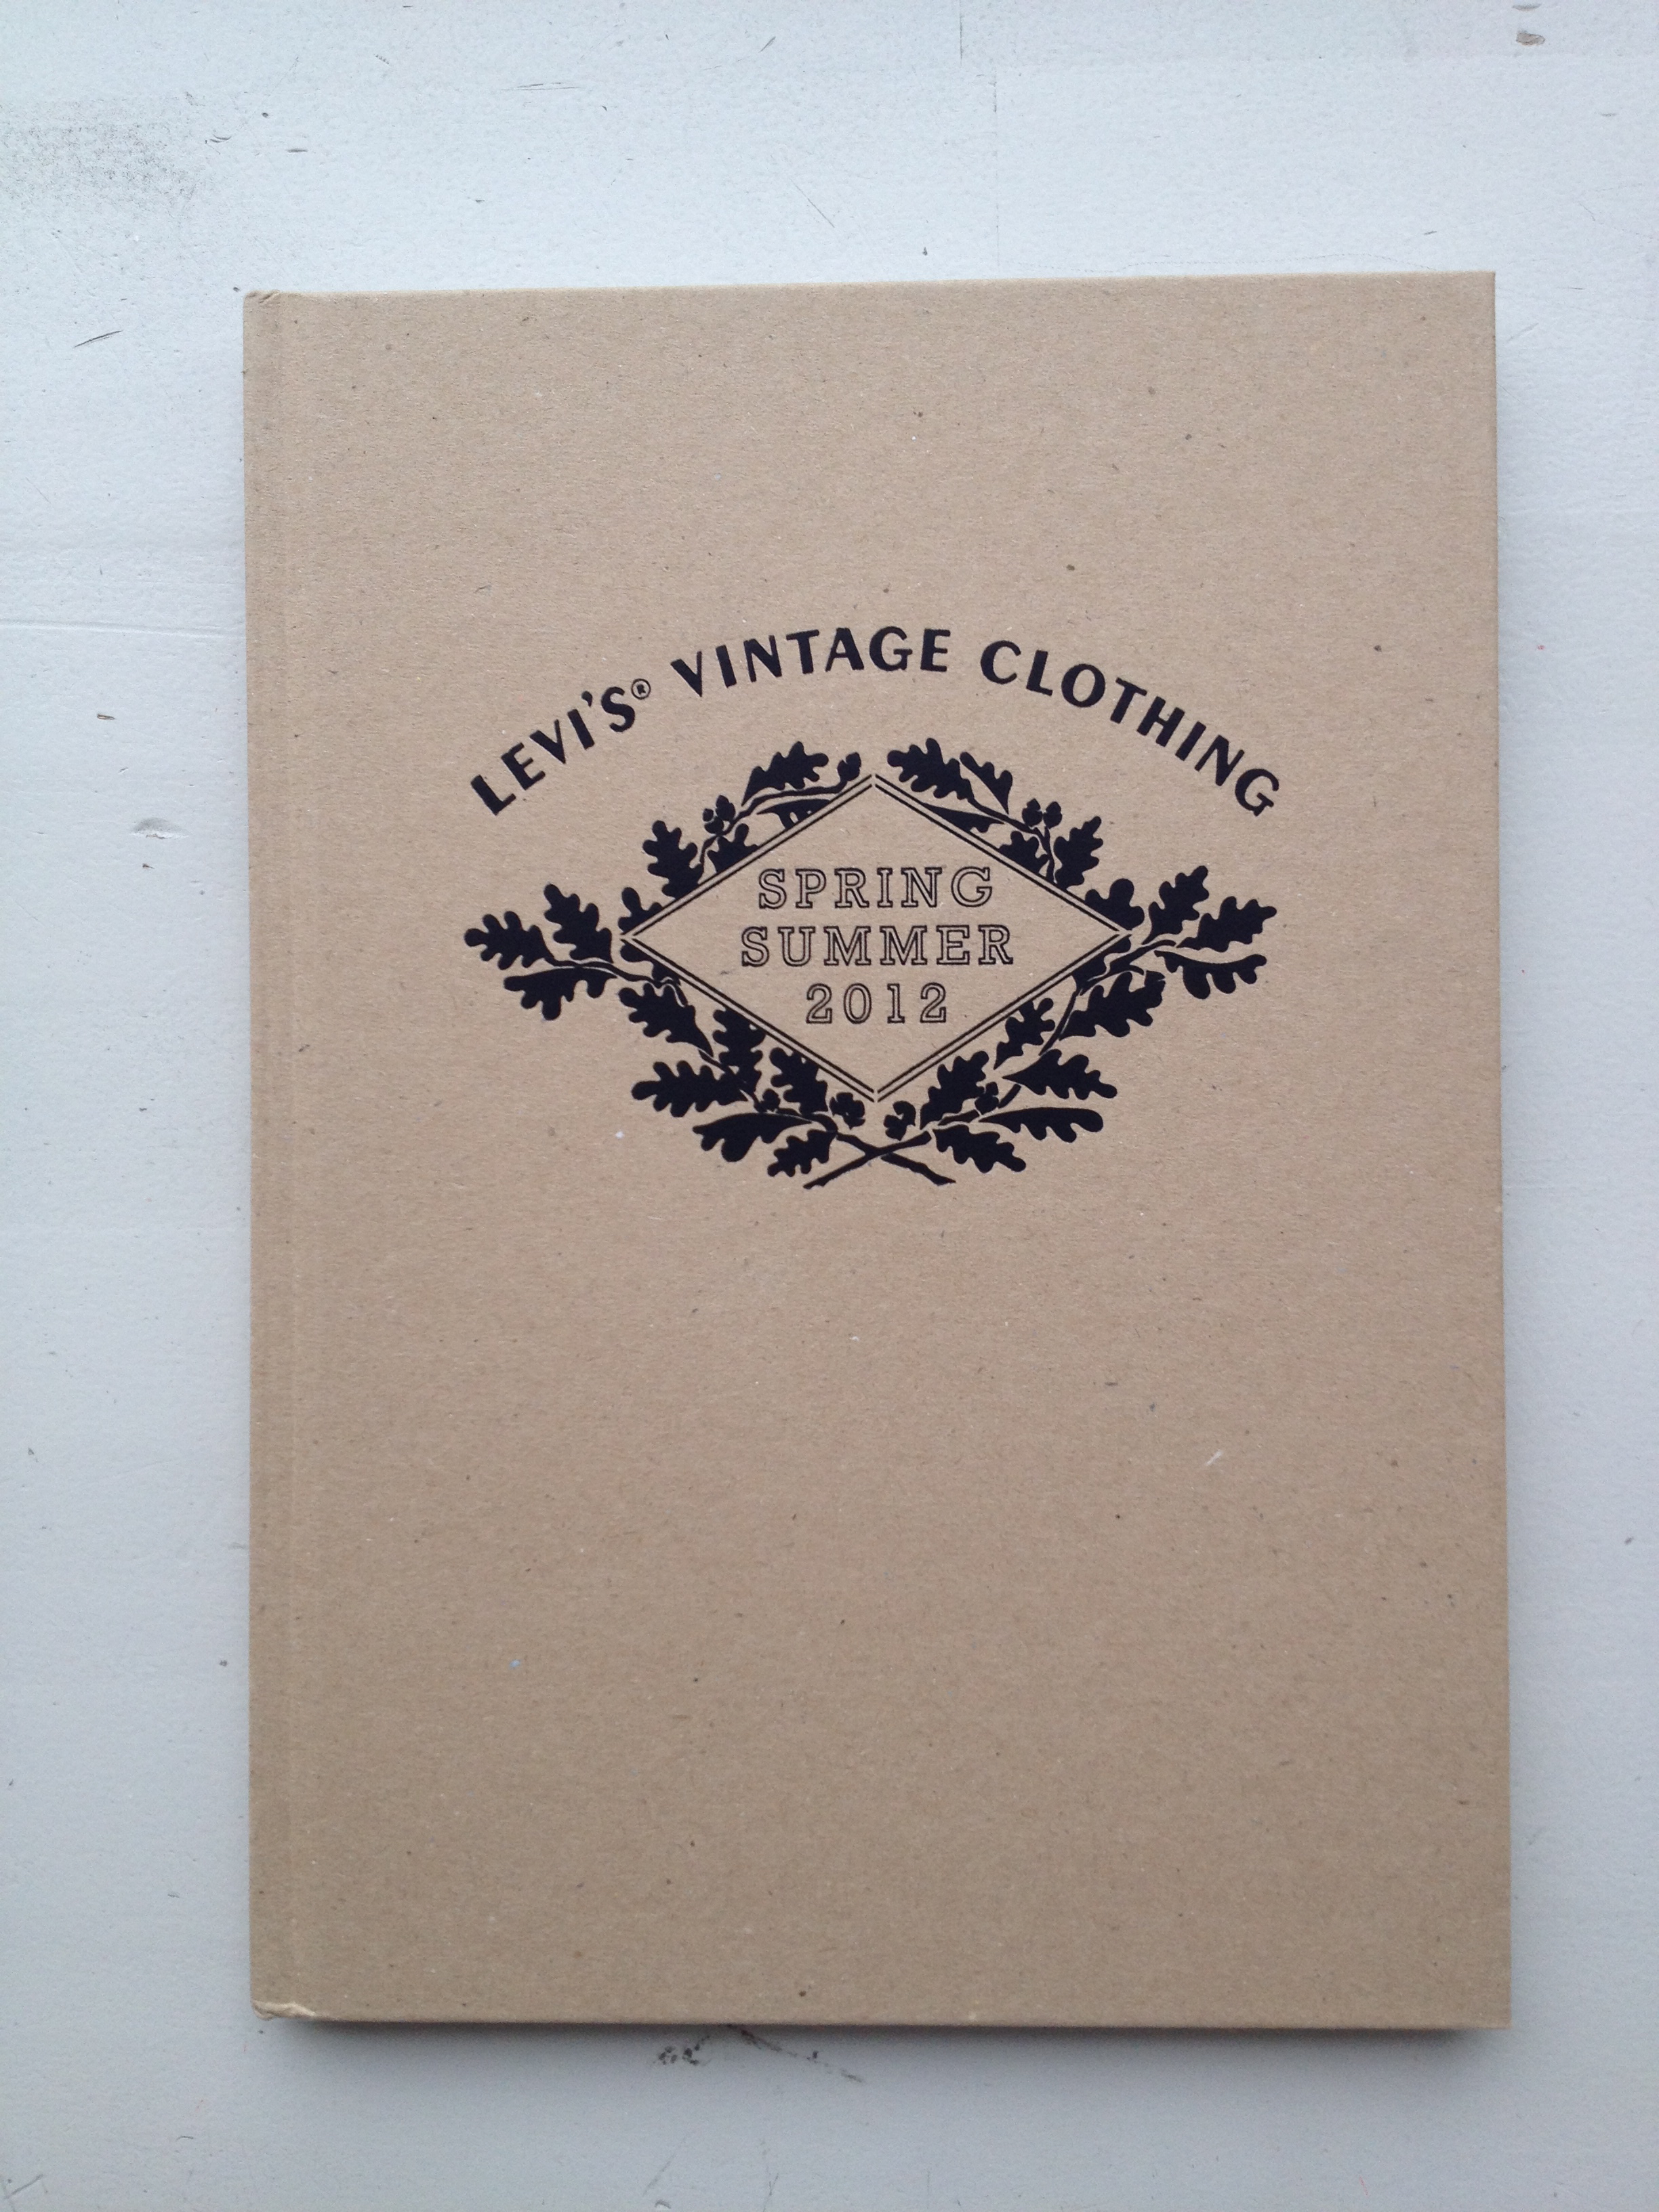 LEVI'S® VINTAGE CLOTHING
SPRING
SUMMER
2012